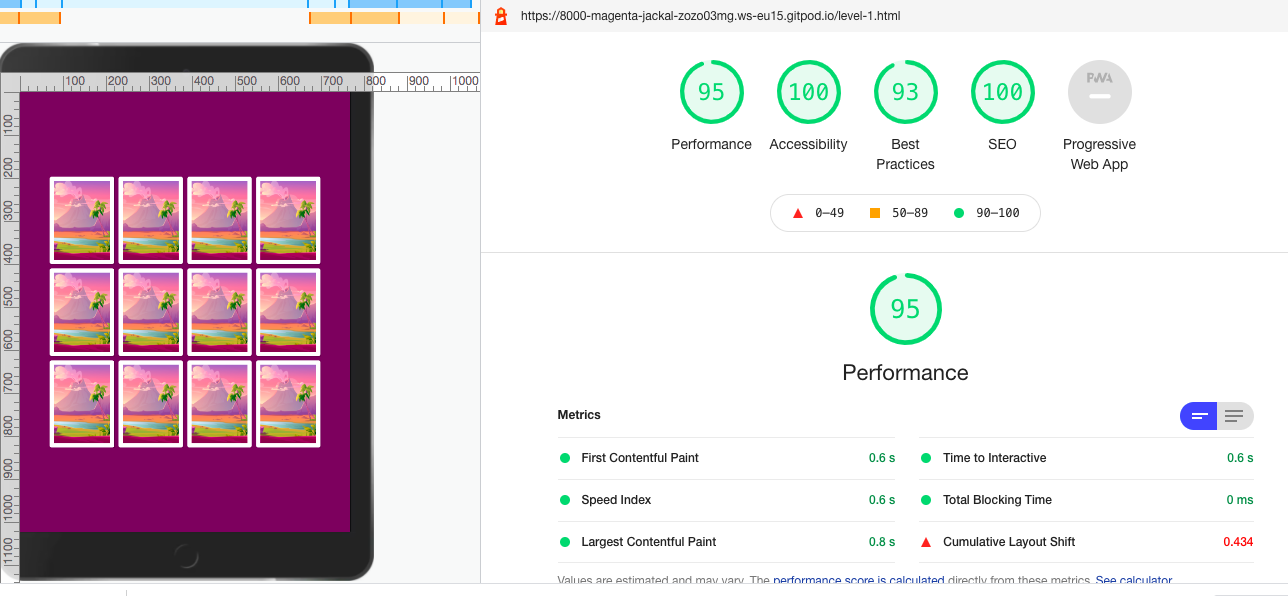 https://8000-magenta-jackal-zozo03mg.ws-eu15.gitpod.io/level-1.html
100 200 300 400 500 600 700 800 900 1000
100
200
300
400
500
600
700
800
900
1000
1100
95 100 93 100 PWA
Performance Accessibility Best Practices SEO Progressive Web App
0–49 50–89 90–100
95
Performance
Metrics
First Contentful Paint 0.6 s Time to Interactive 0.6 s
Speed Index 0.6 s Total Blocking Time 0 ms
Largest Contentful Paint 0.8 s Cumulative Layout Shift 0.434
Values are estimated and may vary. The performance score is calculated directly from these metrics. See calculator.